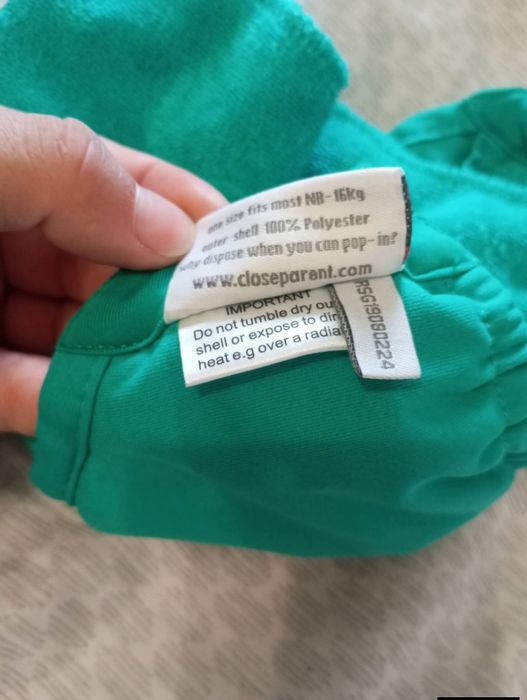 one size fits most NB-16Kg
outer shell 100% Polyester
why dispose when you can pop-in?
www.closeparent.com
IMPORTANT
Do not tumble dry ou
shell or expose to dir
heat e.g over a radia
RSG19080224